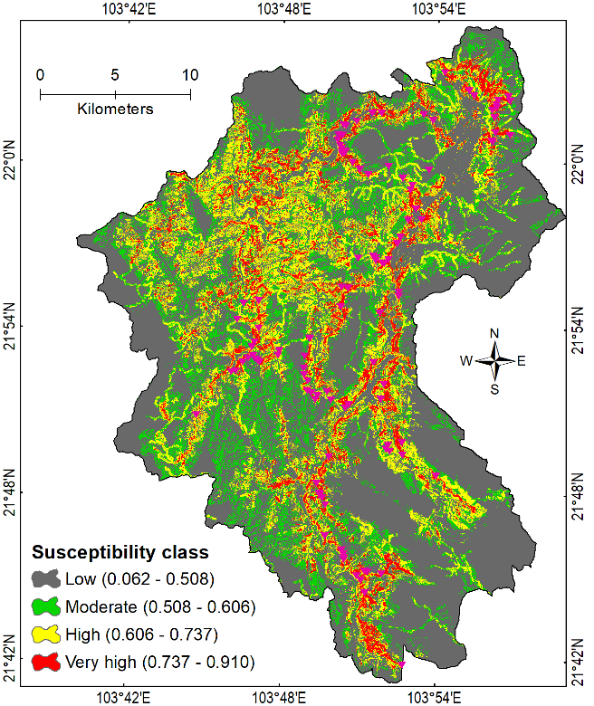 103°42'E 103°48'E 103°54'E
0 5 10
Kilometers
22°0'N 22°0'N
21°54'N 21°54'N
N
W E
S
21°48'N 21°48'N
Susceptibility class
Low (0.062 - 0.508)
Moderate (0.508 - 0.606)
High (0.606 - 0.737)
Very high (0.737 - 0.910)
21°42'N 21°42'N
103°42'E 103°48'E 103°54'E